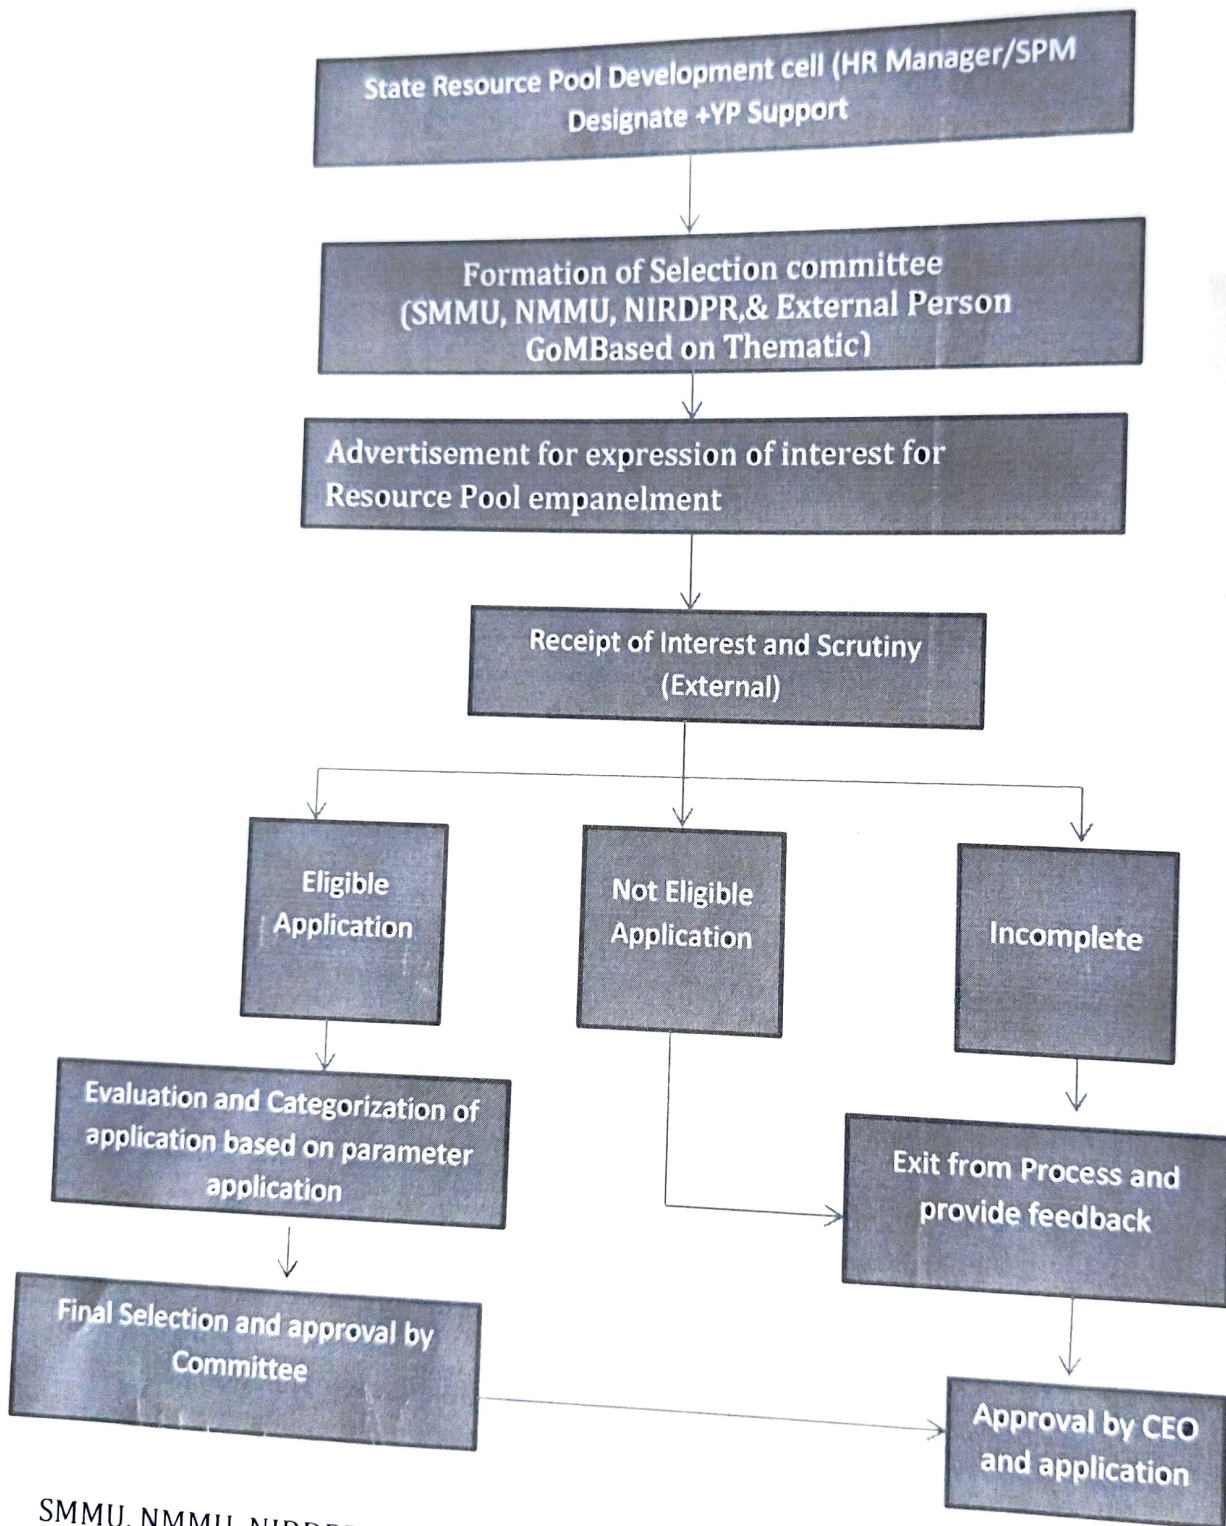 State Resource Pool Development cell (HR Manager/SPM
Designate +YP Support
Formation of Selection committee
(SMMU, NMMU, NIRDPR,& External Person
GoMBased on Thematic)
Advertisement for expression of interest for
Resource Pool empanelment
Receipt of Interest and Scrutiny
(External)
Eligible
Application
Not Eligible
Application
Incomplete
Evaluation and Categorization of
application based on parameter
application
Exit from Process and
provide feedback
Final Selection and approval by
Committee
Approval by CEO
and application
SMMU, NMMU,